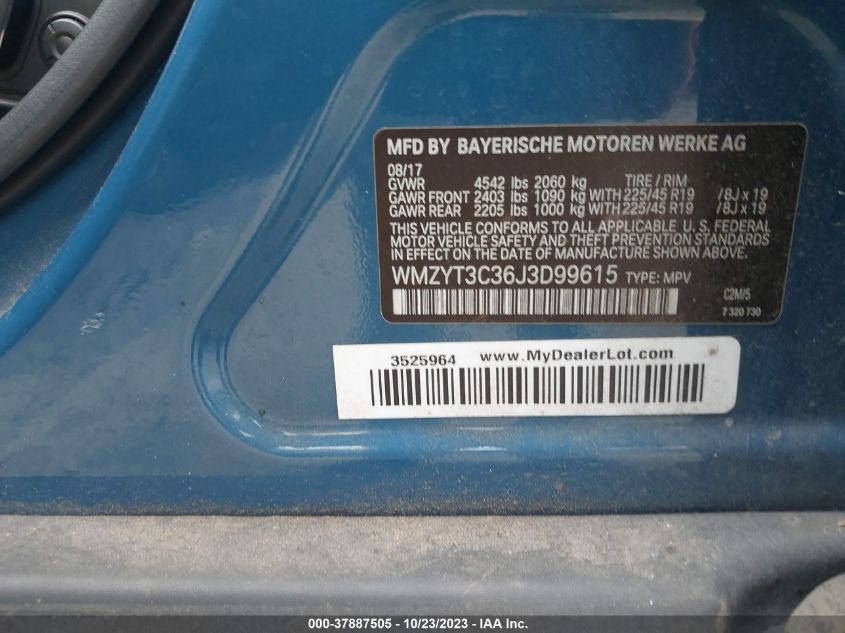 MFD BY BAYERISCHE MOTOREN WERKE AG
08/17
GVWR 4542 lbs 2060 kg TIRE / RIM
GAWR FRONT 2403 lbs 1090 kg WITH 225/45 R19 /8J x 19
GAWR REAR 2205 lbs 1000 kg WITH 225/45 R19 /8J x 19
THIS VEHICLE CONFORMS TO ALL APPLICABLE U. S. FEDERAL
MOTOR VEHICLE SAFETY AND THEFT PREVENTION STANDARDS
IN EFFECT ON THE DATE OF MANUFACTURE SHOWN ABOVE.
WMZYT3C36J3D99615 TYPE: MPV
C2M/5
7 320 730
3525964 www.MyDealerLot.com
000-37887505 - 10/23/2023 - IAA Inc.